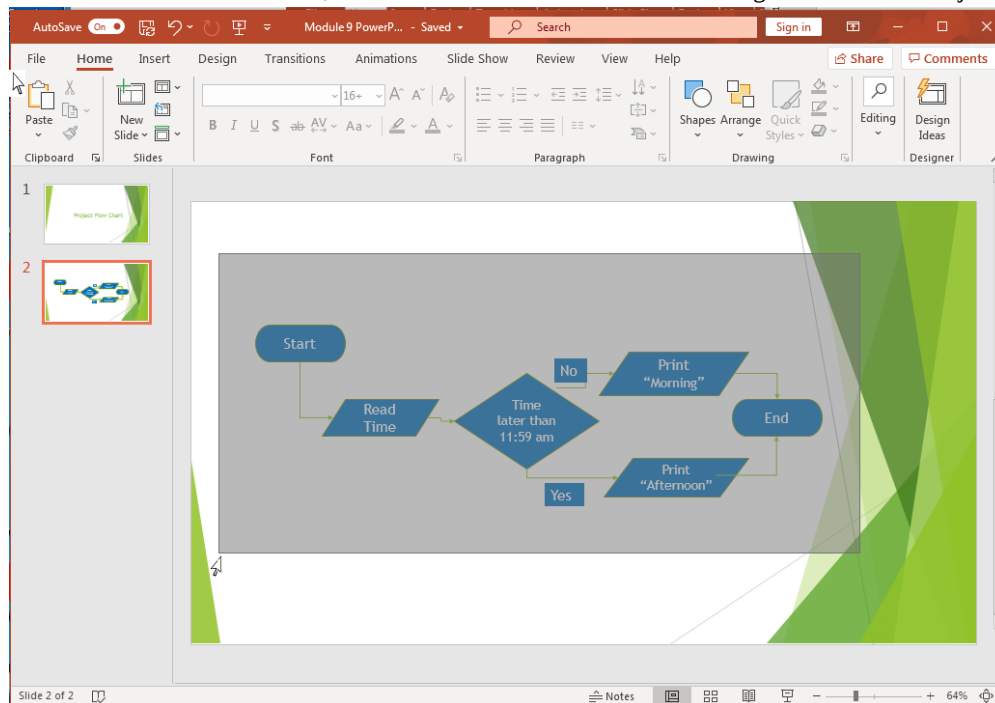 AutoSave On Module 9 PowerP... - Saved Search Sign in
File Home Insert Design Transitions Animations Slide Show Review View Help Share Comments
Paste New Slide 16+ A A A
B I U S ab AV Aa A
Shapes Arrange Quick Styles Editing Design Ideas
Clipboard Slides Font Paragraph Drawing Designer
1
Project Flow Chart
2
Start
No
Print
“Morning”
Read
Time
Time
later than
11:59 am
End
Print
“Afternoon”
Yes
Slide 2 of 2 Notes 64%